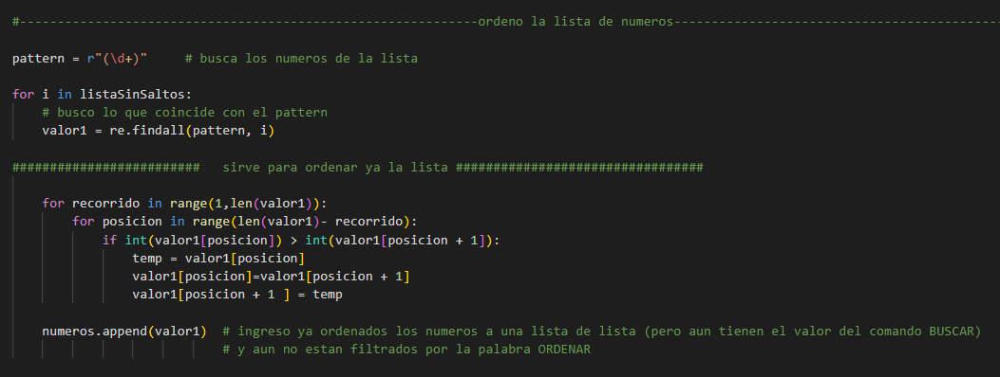 #-------------------------------------------------------------ordeno la lista de numeros--------------------------------------------
pattern = r"(\d+)"     # busca los numeros de la lista
for i in listaSinSaltos:
    # busco lo que coincide con el pattern
    valor1 = re.findall(pattern, i)
#########################   sirve para ordenar ya la lista #################################
    for recorrido in range(1,len(valor1)):
        for posicion in range(len(valor1)- recorrido):
            if int(valor1[posicion]) > int(valor1[posicion + 1]):
                temp = valor1[posicion]
                valor1[posicion]=valor1[posicion + 1]
                valor1[posicion + 1 ] = temp
    numeros.append(valor1)  # ingreso ya ordenados los numeros a una lista de lista (pero aun tienen el valor del comando BUSCAR)
                            # y aun no estan filtrados por la palabra ORDENAR